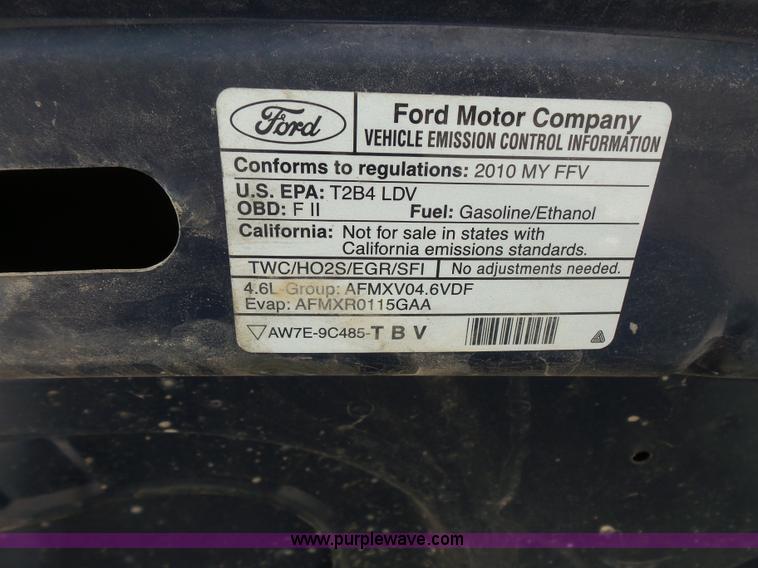 Ford
Ford Motor Company
VEHICLE EMISSION CONTROL INFORMATION
Conforms to regulations: 2010 MY FFV
U.S. EPA: T2B4 LDV
OBD: F II Fuel: Gasoline/Ethanol
California: Not for sale in states with
California emissions standards.
TWC/HO2S/EGR/SFI No adjustments needed.
4.6L Group: AFMXV04.6VDF
Evap: AFMXR0115GAA
AW7E-9C485-T B V
www.purplewave.com